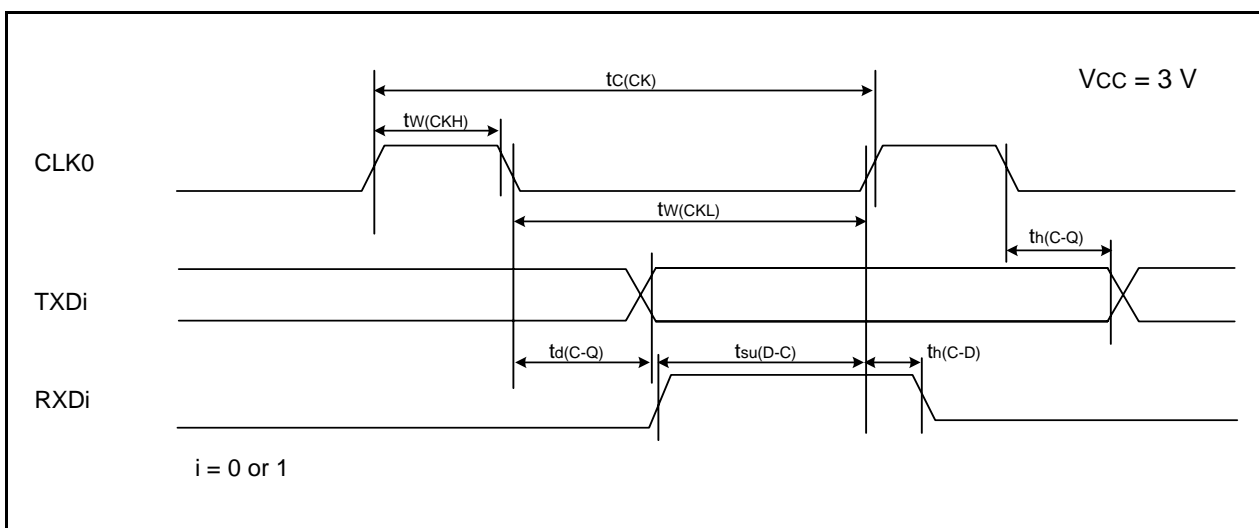 tC(CK)
VCC = 3 V
tW(CKH)
CLK0
tW(CKL)
th(C-Q)
TXDi
td(C-Q)
tsu(D-C)
th(C-D)
RXDi
i = 0 or 1